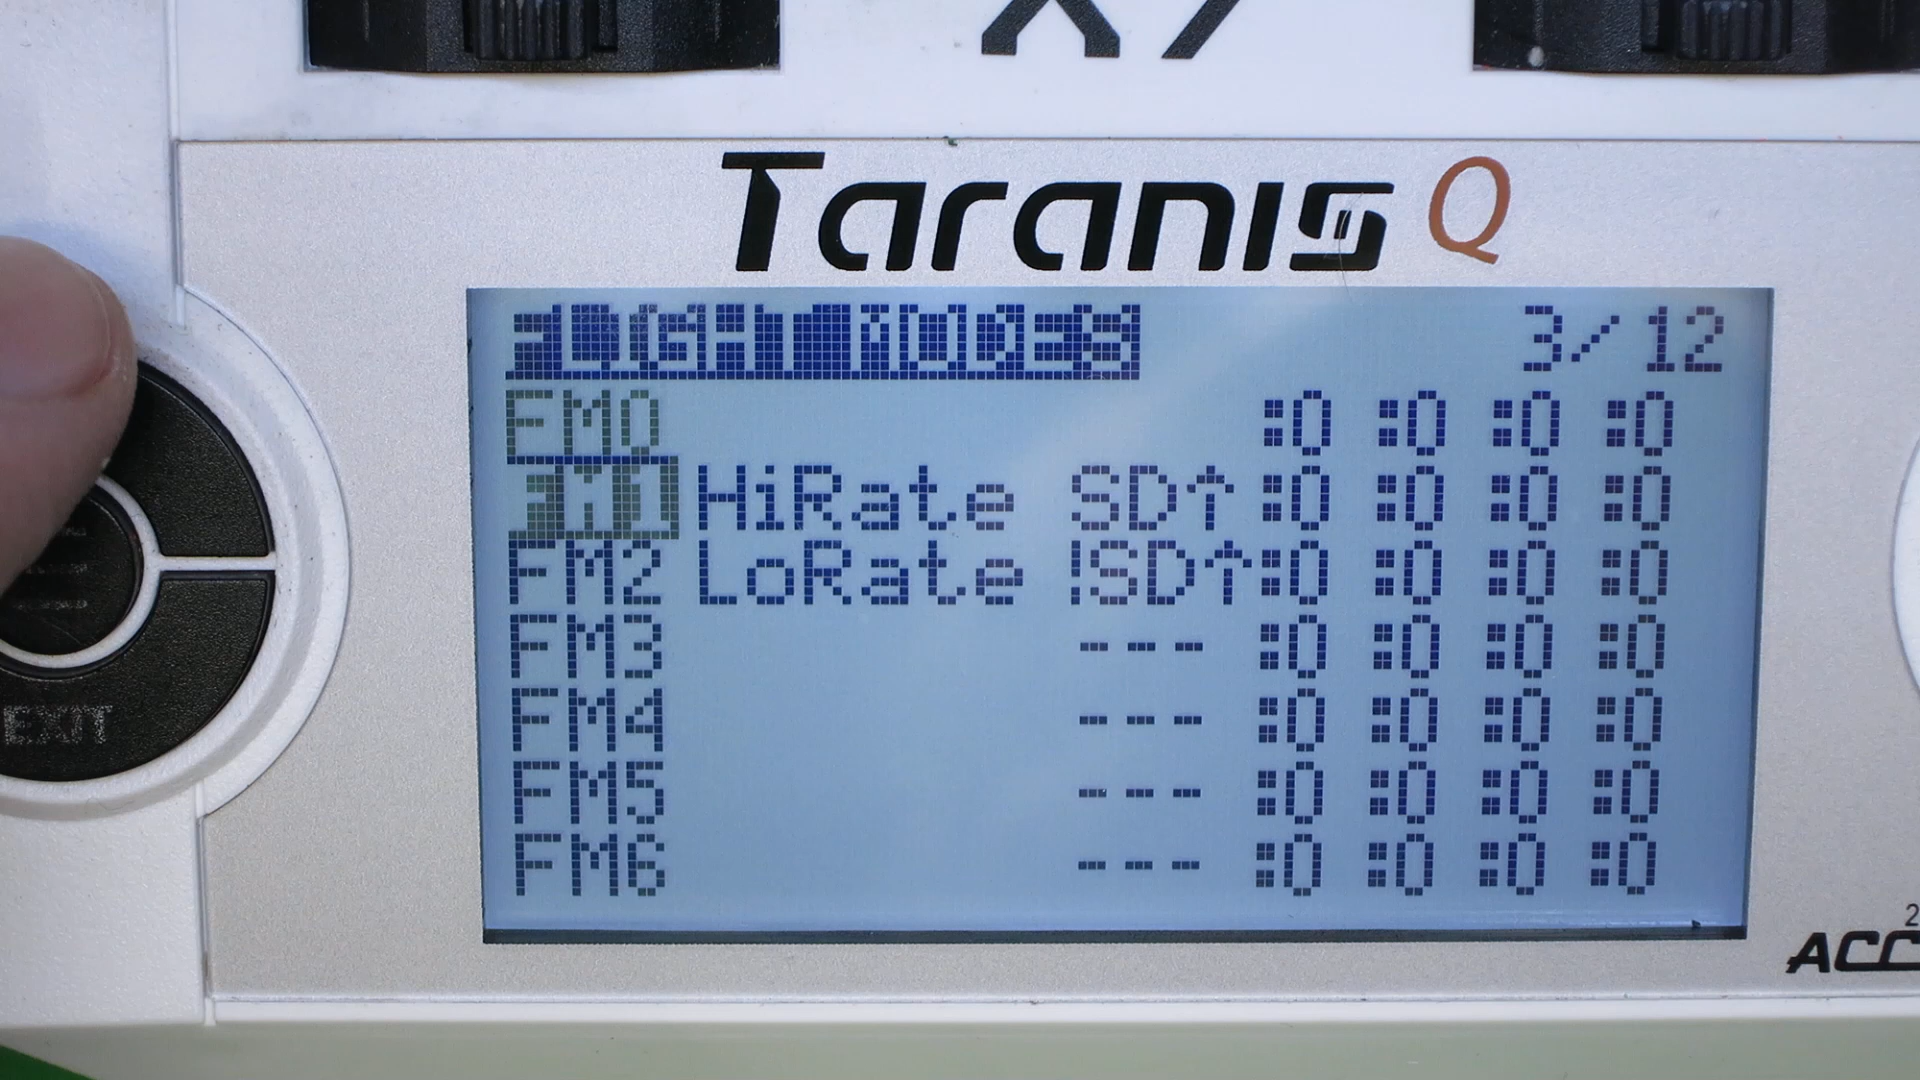 X7
Taranis Q
FLIGHT MODES 3/12
FM0 :0 :0 :0 :0
FM1 HiRate SD↑ :0 :0 :0 :0
FM2 LoRate !SD↑ :0 :0 :0 :0
FM3 --- :0 :0 :0 :0
FM4 --- :0 :0 :0 :0
FM5 --- :0 :0 :0 :0
FM6 --- :0 :0 :0 :0
EXIT
2
ACC